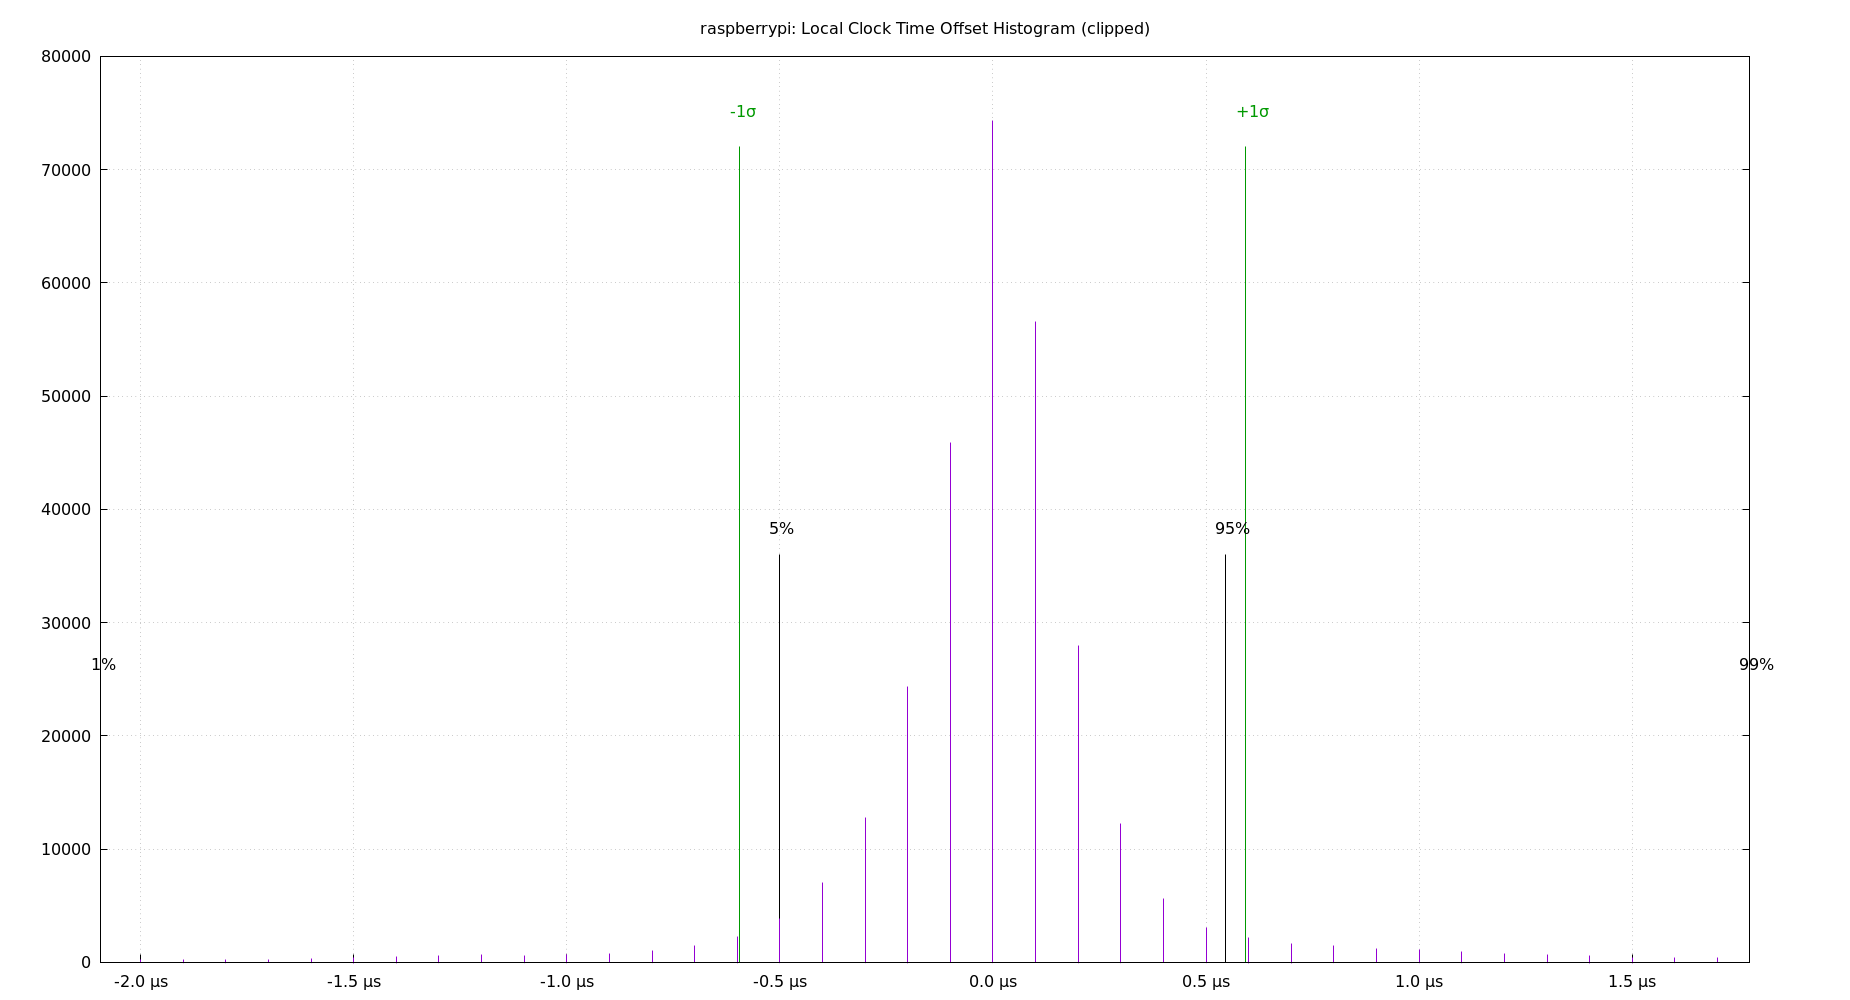 raspberrypi: Local Clock Time Offset Histogram (clipped)
80000
-1σ
+1σ
70000
60000
50000
40000
5%
95%
30000
1%
99%
20000
10000
0
-2.0 μs
-1.5 μs
-1.0 μs
-0.5 μs
0.0 μs
0.5 μs
1.0 μs
1.5 μs